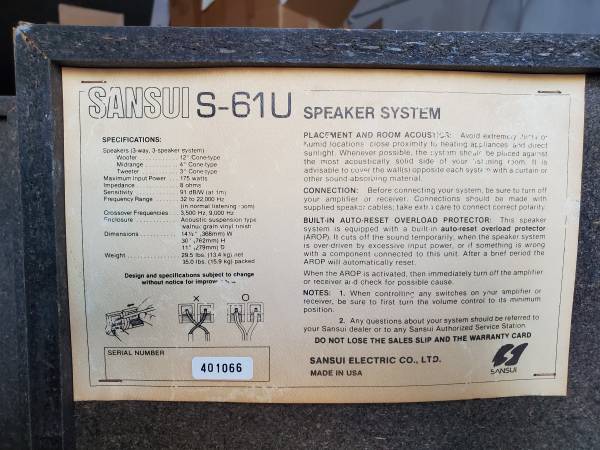 SANSUI S-61U SPEAKER SYSTEM
SPECIFICATIONS:
Speakers (3-way, 3-speaker system)
Woofer 12" Cone-type
Midrange 4" Cone-type
Tweeter 3" Cone-type
Maximum Input Power 175 watts
Impedance 8 ohms
Sensitivity 91 dB/W (at 1m)
Frequency Range 32 to 22,000 Hz
(in normal listening room)
Crossover Frequencies 3,500 Hz, 9,000 Hz
Enclosure Acoustic suspension type
walnut grain vinyl finish
Dimensions W
30" (762mm) H
11" D
Weight 29.5 lbs. (13.4 kg) net
35.0 lbs. (15.9 kg) packed
Design and specifications subject to change
without notice for
SERIAL NUMBER
401066
PLACEMENT AND ROOM ACOUSTICS: Avoid extremely or
humid locations, close proximity to heating appliances and direct
sunlight. Whenever possible, the system should be placed against
the most acoustically solid side of your listening room. It is
advisable to cover the wall(s) opposite each system with a curtain or
other sound absorbing material.
CONNECTION: Before connecting your system, be sure to turn off
your amplifier or receiver. Connections should be made with
supplied speaker cables; take extra care to connect correct polarity.
BUILT-IN AUTO-RESET OVERLOAD PROTECTOR: This speaker
system is equipped with a built-in auto-reset overload protector
(AROP). It cuts off the sound temporarily, when the speaker system
is over-driven by excessive input power, or if something is wrong
with a component connected to this unit. After a brief period the
AROP will automatically reset.
When the AROP is activated, then immediately turn off the amplifier
or receiver and check for possible cause.
NOTES: 1. When controlling any switches on your amplifier or
receiver, be sure to first turn the volume control to its minimum
position.
2. Any questions about your system should be referred to
your Sansui dealer or to any Sansui Authorized Service Station.
DO NOT LOSE THE SALES SLIP AND THE WARRANTY CARD
SANSUI ELECTRIC CO., LTD.
MADE IN USA
SANSUI